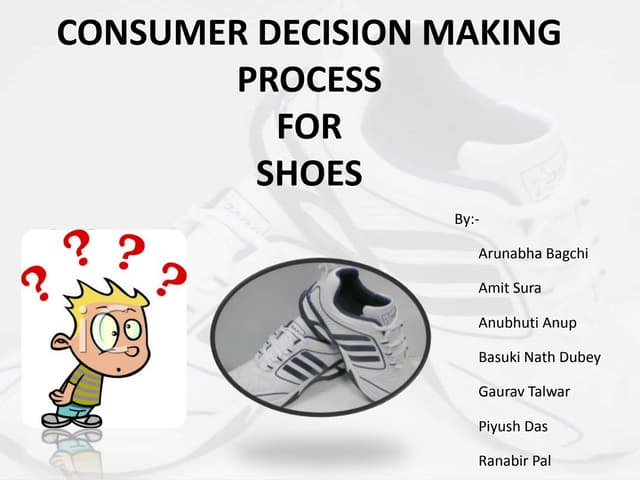 CONSUMER DECISION MAKING
PROCESS
FOR
SHOES
By:-
Arunabha Bagchi
Amit Sura
Anubhuti Anup
Basuki Nath Dubey
Gaurav Talwar
Piyush Das
Ranabir Pal
? ? ? ?